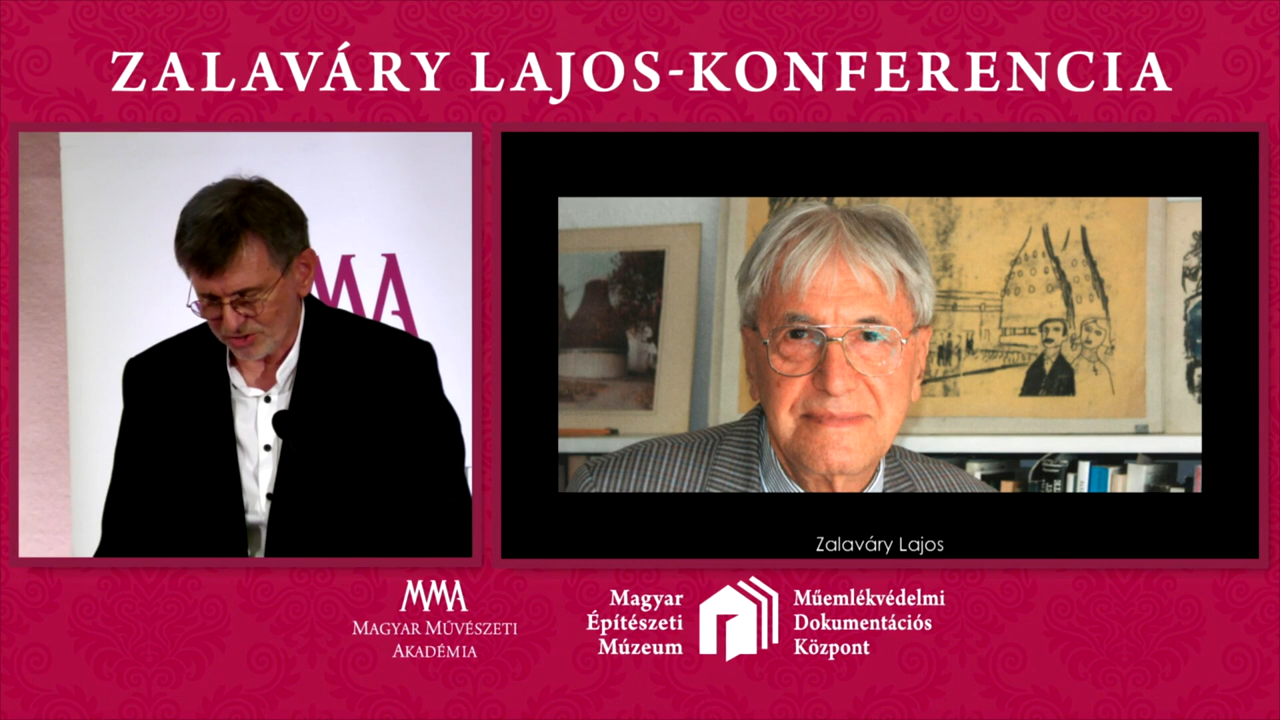 ZALAVÁRY LAJOS-KONFERENCIA
MMA
Zalaváry Lajos
MMA
MAGYAR MŰVÉSZETI
AKADÉMIA
Magyar
Építészeti
Múzeum
Műemlékvédelmi
Dokumentációs
Központ